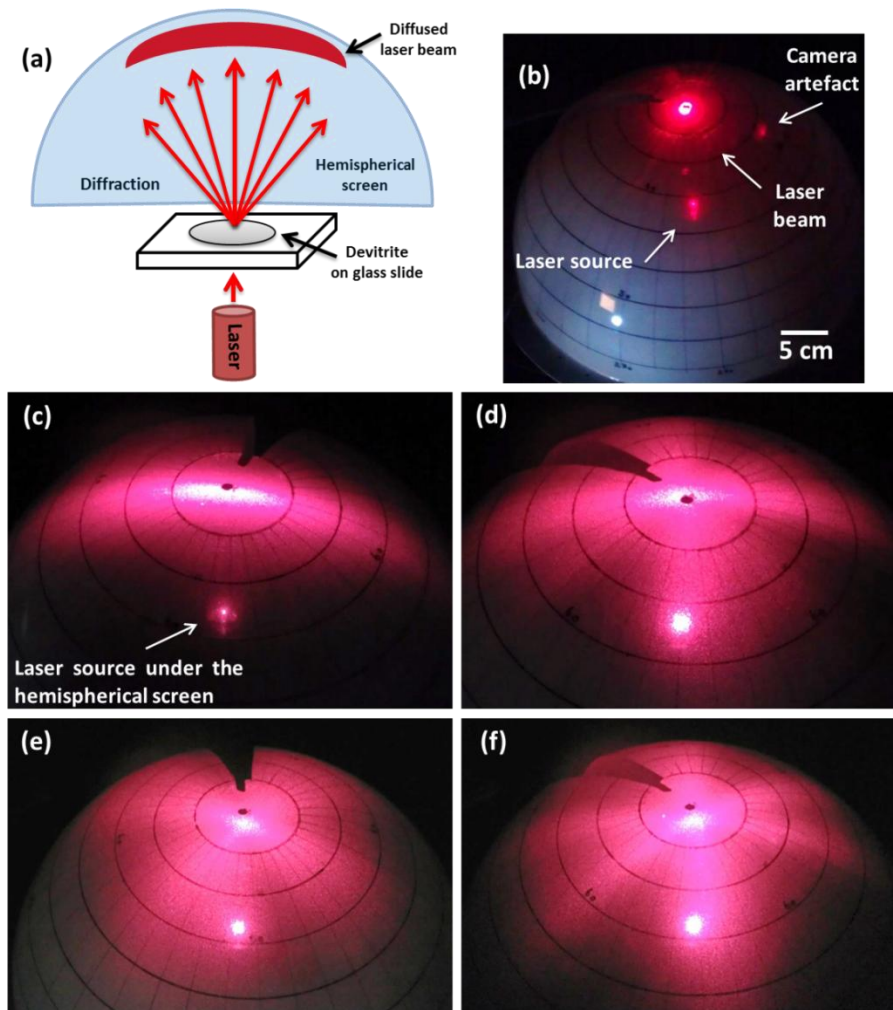 (a)
Diffused
laser beam
Diffraction
Hemispherical
screen
Devitrite
on glass slide
Laser
(b)
Camera
artefact
Laser
beam
Laser source
5 cm
(c)
Laser source under the
hemispherical screen
(d)
(e)
(f)